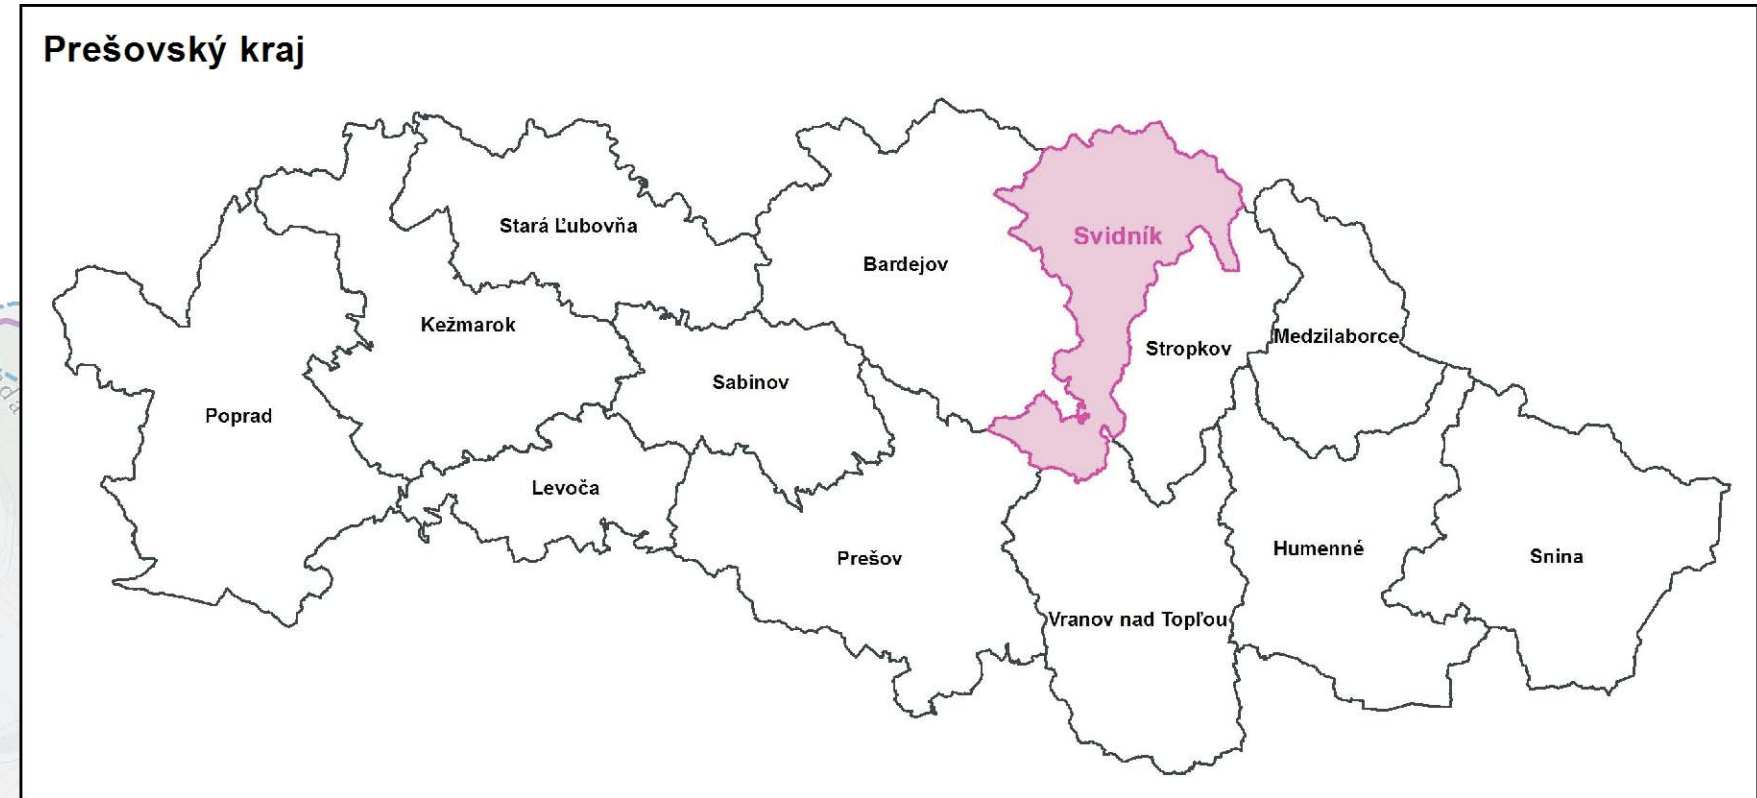 Prešovský kraj
Stará Ľubovňa
Svidník
Bardejov
Kežmarok
Medzilaborce
Stropkov
Sabinov
Poprad
Levoča
Humenné
Snina
Prešov
Vranov nad Topľou